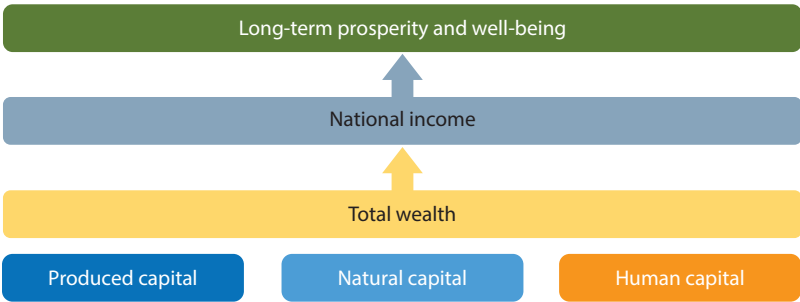 Long-term prosperity and well-being
National income
Total wealth
Produced capital
Natural capital
Human capital